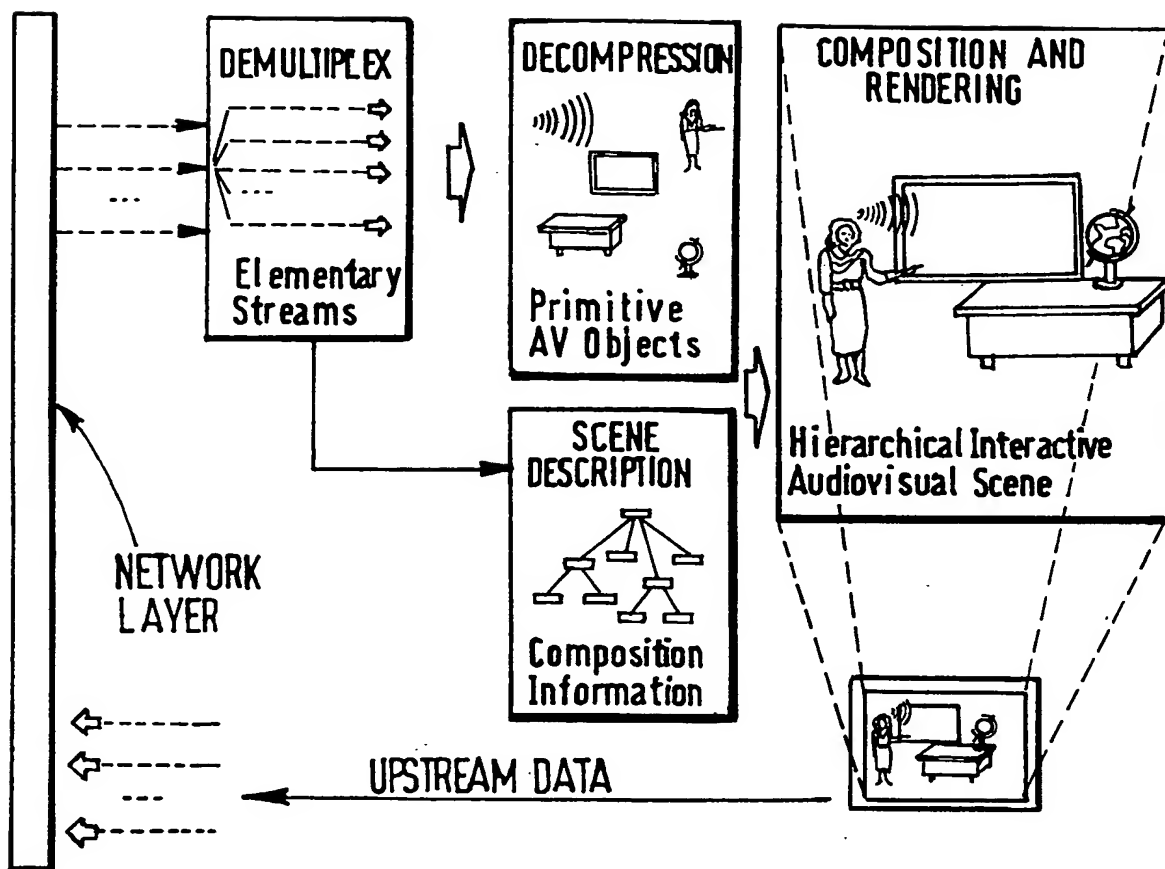 DEMULTIPLEX
Elementary
Streams
DECOMPRESSION
Primitive
AV Objects
COMPOSITION AND
RENDERING
Hierarchical Interactive
Audiovisual Scene
SCENE
DESCRIPTION
Composition
Information
NETWORK
LAYER
UPSTREAM DATA